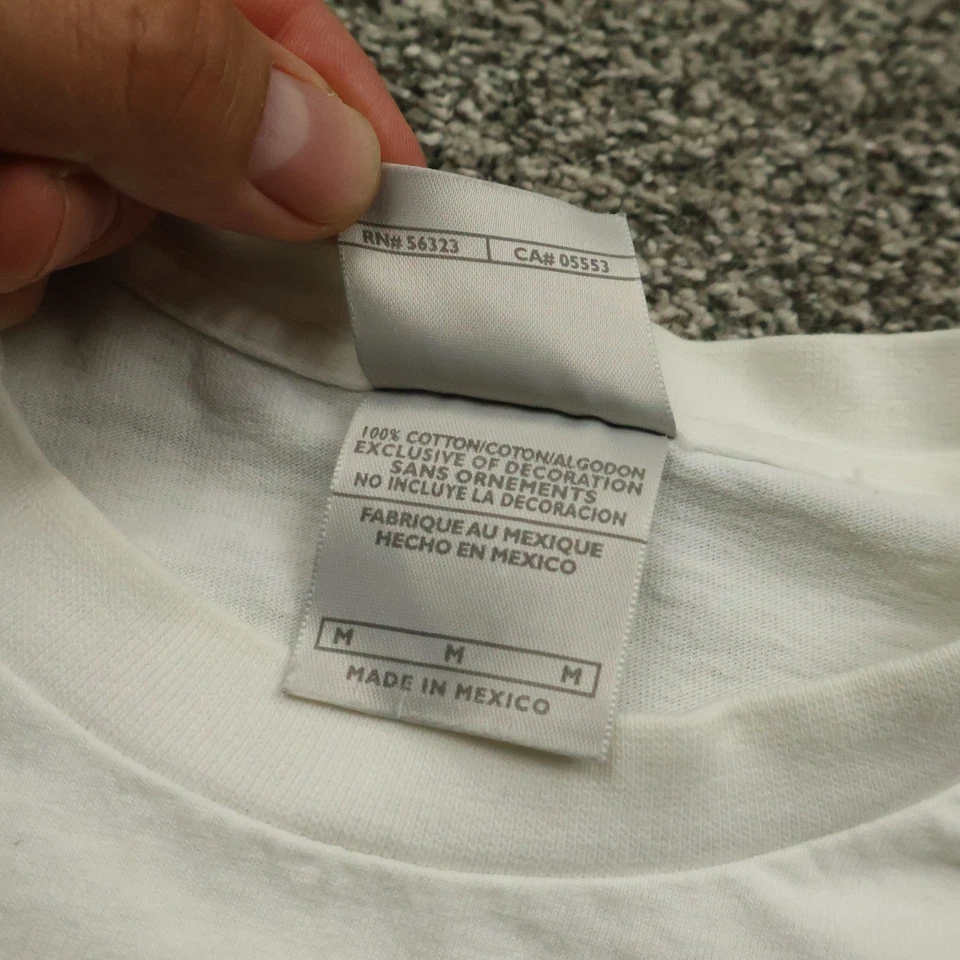 RN# 56323 CA# 05553
100% COTTON/COTON/ALGODON
EXCLUSIVE OF DECORATION
SANS ORNEMENTS
NO INCLUYE LA DECORACION
FABRIQUE AU MEXIQUE
HECHO EN MEXICO
M M M
MADE IN MEXICO